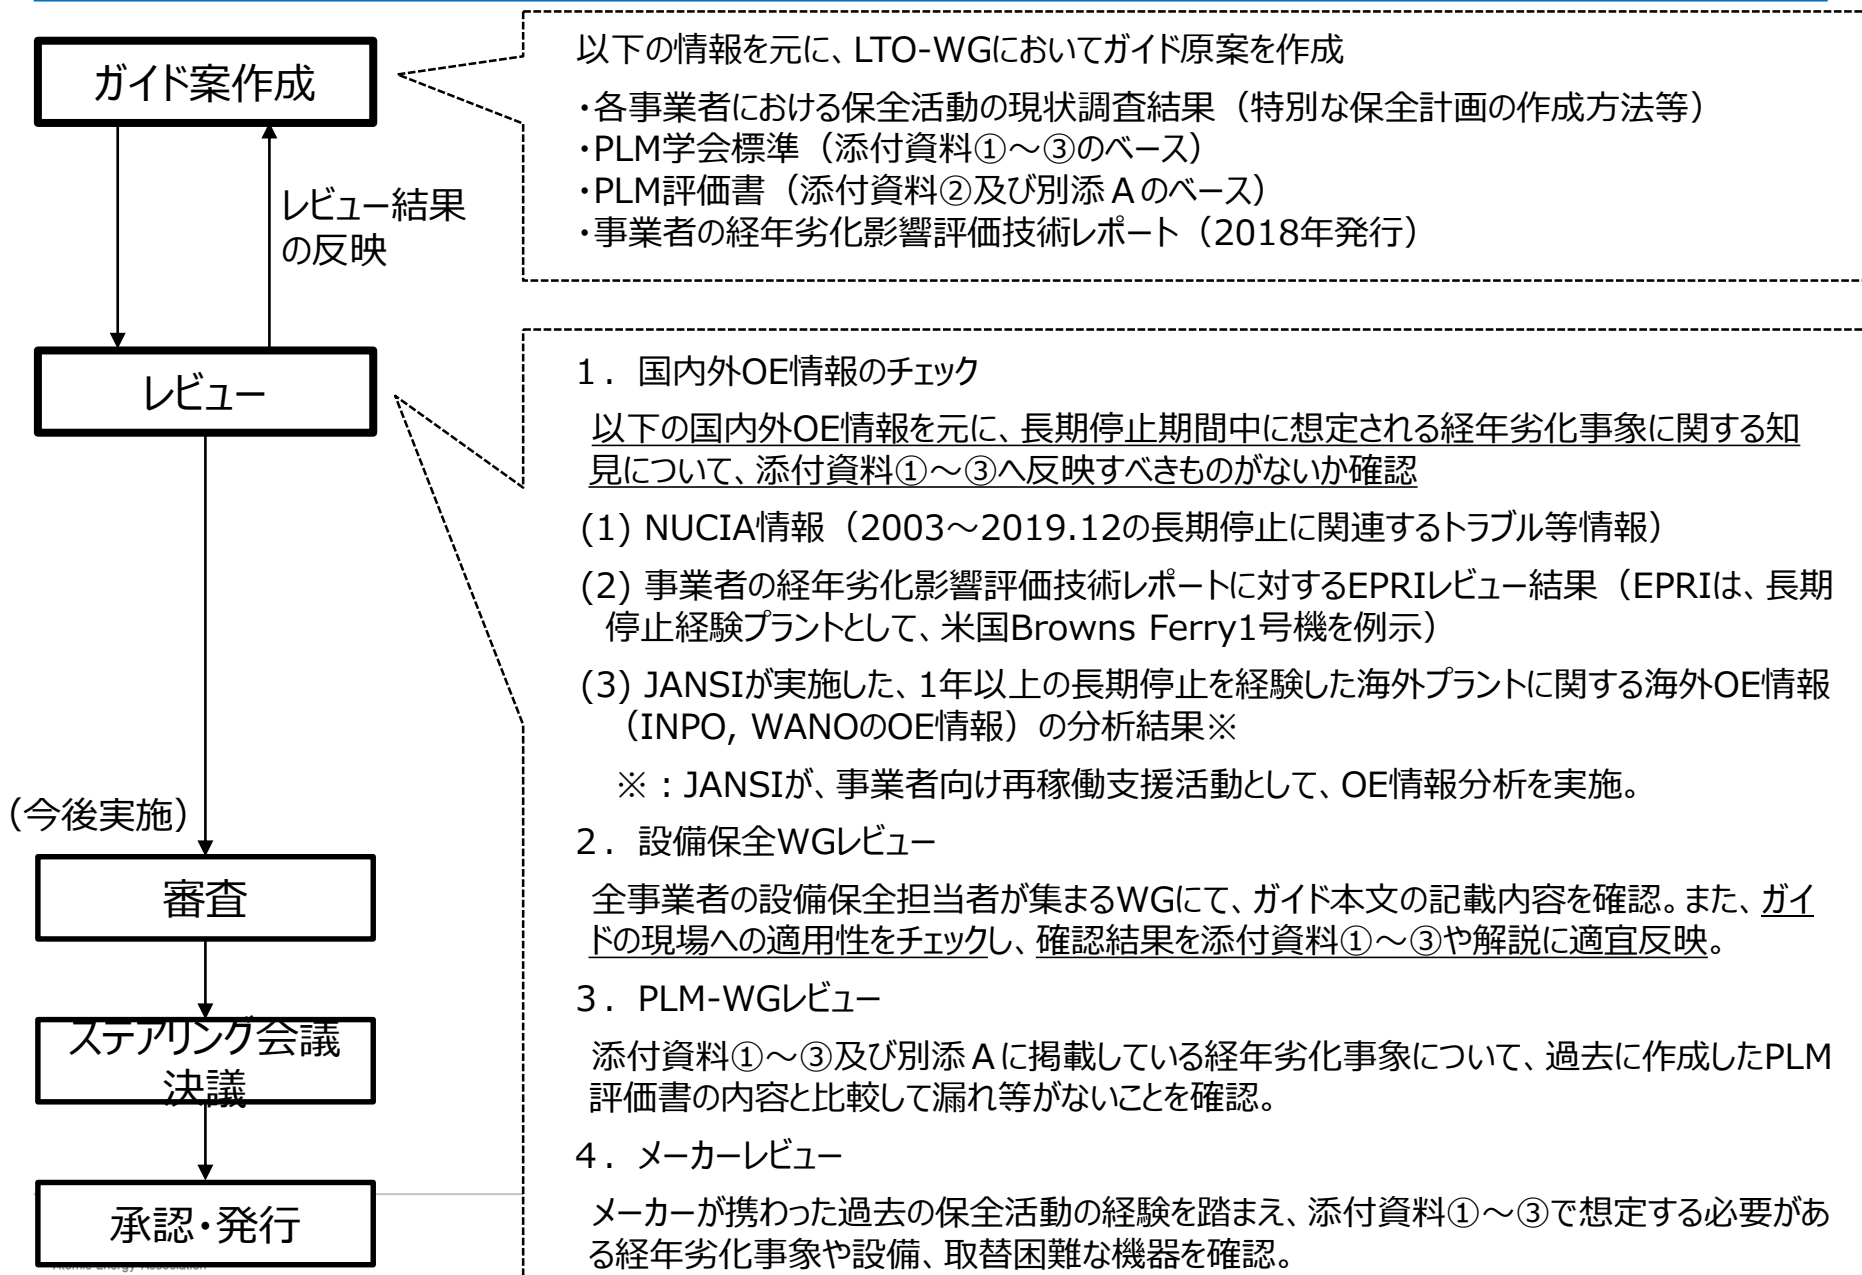 ガイド案作成
レビュー結果
の反映
レビュー
（今後実施）
審査
ステアリング会議
決議
承認・発行
以下の情報を元に、LTO-WGにおいてガイド原案を作成
・各事業者における保全活動の現状調査結果（特別な保全計画の作成方法等）
・PLM学会標準（添付資料①～③のベース）
・PLM評価書（添付資料②及び別添Ａのベース）
・事業者の経年劣化影響評価技術レポート（2018年発行）
１．国内外OE情報のチェック
以下の国内外OE情報を元に、長期停止期間中に想定される経年劣化事象に関する知
見について、添付資料①～③へ反映すべきものがないか確認
(1) NUCIA情報（2003～2019.12の長期停止に関連するトラブル等情報）
(2) 事業者の経年劣化影響評価技術レポートに対するEPRIレビュー結果（EPRIは、長期
停止経験プラントとして、米国Browns Ferry1号機を例示）
(3) JANSIが実施した、1年以上の長期停止を経験した海外プラントに関する海外OE情報
（INPO, WANOのOE情報）の分析結果※
※：JANSIが、事業者向け再稼働支援活動として、OE情報分析を実施。
２．設備保全WGレビュー
全事業者の設備保全担当者が集まるWGにて、ガイド本文の記載内容を確認。また、ガイ
ドの現場への適用性をチェックし、確認結果を添付資料①～③や解説に適宜反映。
３．PLM-WGレビュー
添付資料①～③及び別添Ａに掲載している経年劣化事象について、過去に作成したPLM
評価書の内容と比較して漏れ等がないことを確認。
４．メーカーレビュー
メーカーが携わった過去の保全活動の経験を踏まえ、添付資料①～③で想定する必要があ
る経年劣化事象や設備、取替困難な機器を確認。